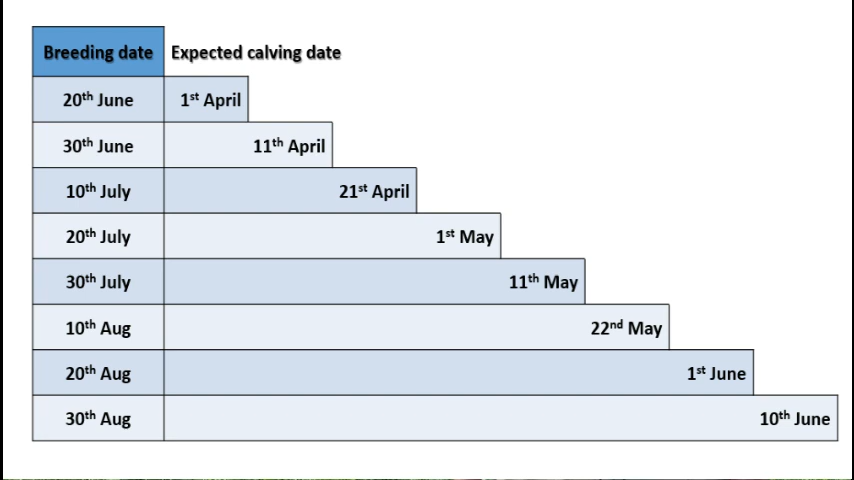 Breeding date Expected calving date
20th June 1st April
30th June 11th April
10th July 21st April
20th July 1st May
30th July 11th May
10th Aug 22nd May
20th Aug 1st June
30th Aug 10th June